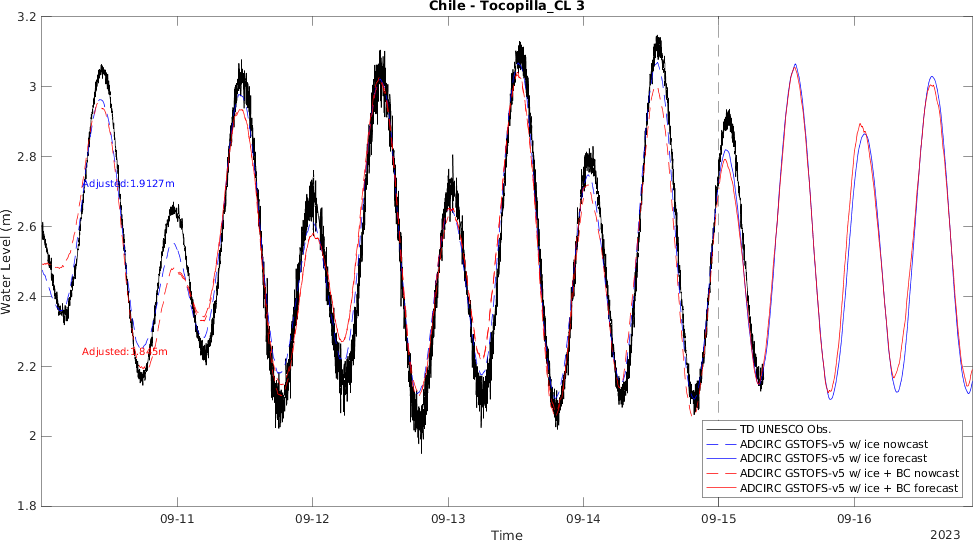 Chile - Tocopilla_CL 3
3.2
3
2.8
2.6
2.4
2.2
2
1.8
Water Level (m)
Adjusted:1.9127m
Adjusted:1.845m
TD UNESCO Obs.
ADCIRC GSTOFS-v5 w/ ice nowcast
ADCIRC GSTOFS-v5 w/ ice forecast
ADCIRC GSTOFS-v5 w/ ice + BC nowcast
ADCIRC GSTOFS-v5 w/ ice + BC forecast
09-11
09-12
09-13
09-14
09-15
09-16
Time
2023